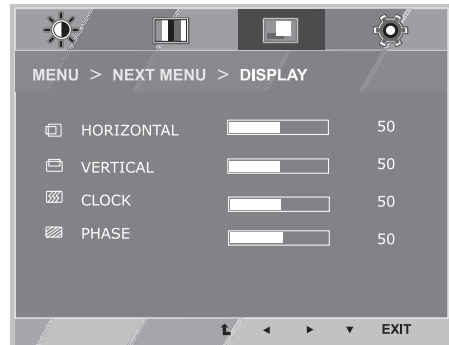 MENU > NEXT MENU > DISPLAY
HORIZONTAL 50
VERTICAL 50
CLOCK 50
PHASE 50
EXIT